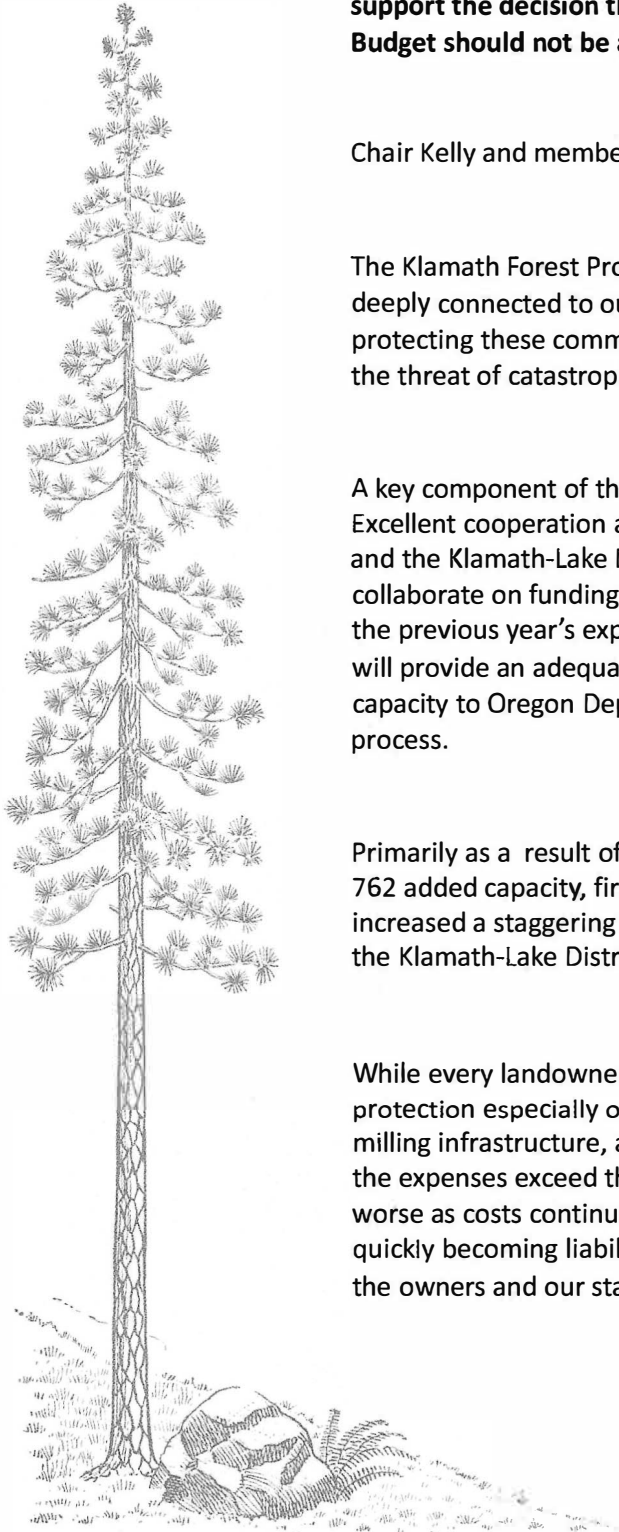 support the decision th
Budget should not be a
Chair Kelly and membe
The Klamath Forest Pro
deeply connected to ou
protecting these comm
the threat of catastrop
A key component of th
Excellent cooperation a
and the Klamath-Lake
collaborate on funding
the previous year's exp
will provide an adequa
capacity to Oregon Dep
process.
Primarily as a result of
762 added capacity, fir
increased a staggering
the Klamath-Lake Distr
While every landowne
protection especially o
milling infrastructure, a
the expenses exceed th
worse as costs continu
quickly becoming liabil
the owners and our sta